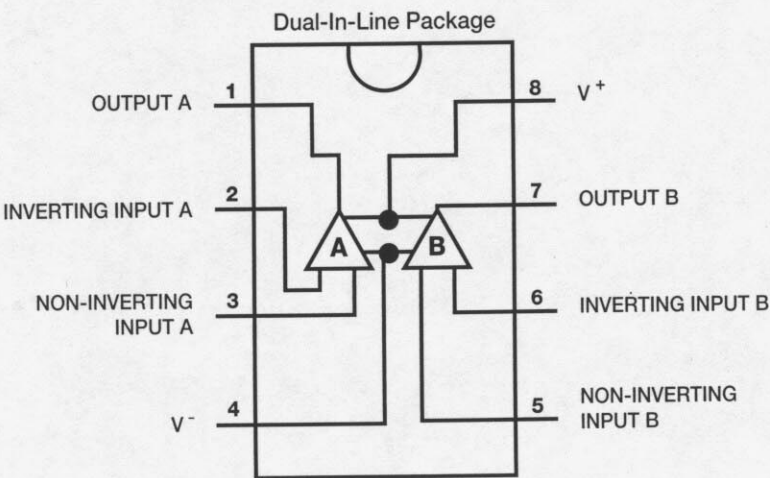 Dual-In-Line Package
1
OUTPUT A
8
V+
2
INVERTING INPUT A
7
OUTPUT B
A
B
3
NON-INVERTING
INPUT A
6
INVERTING INPUT B
4
V-
5
NON-INVERTING
INPUT B